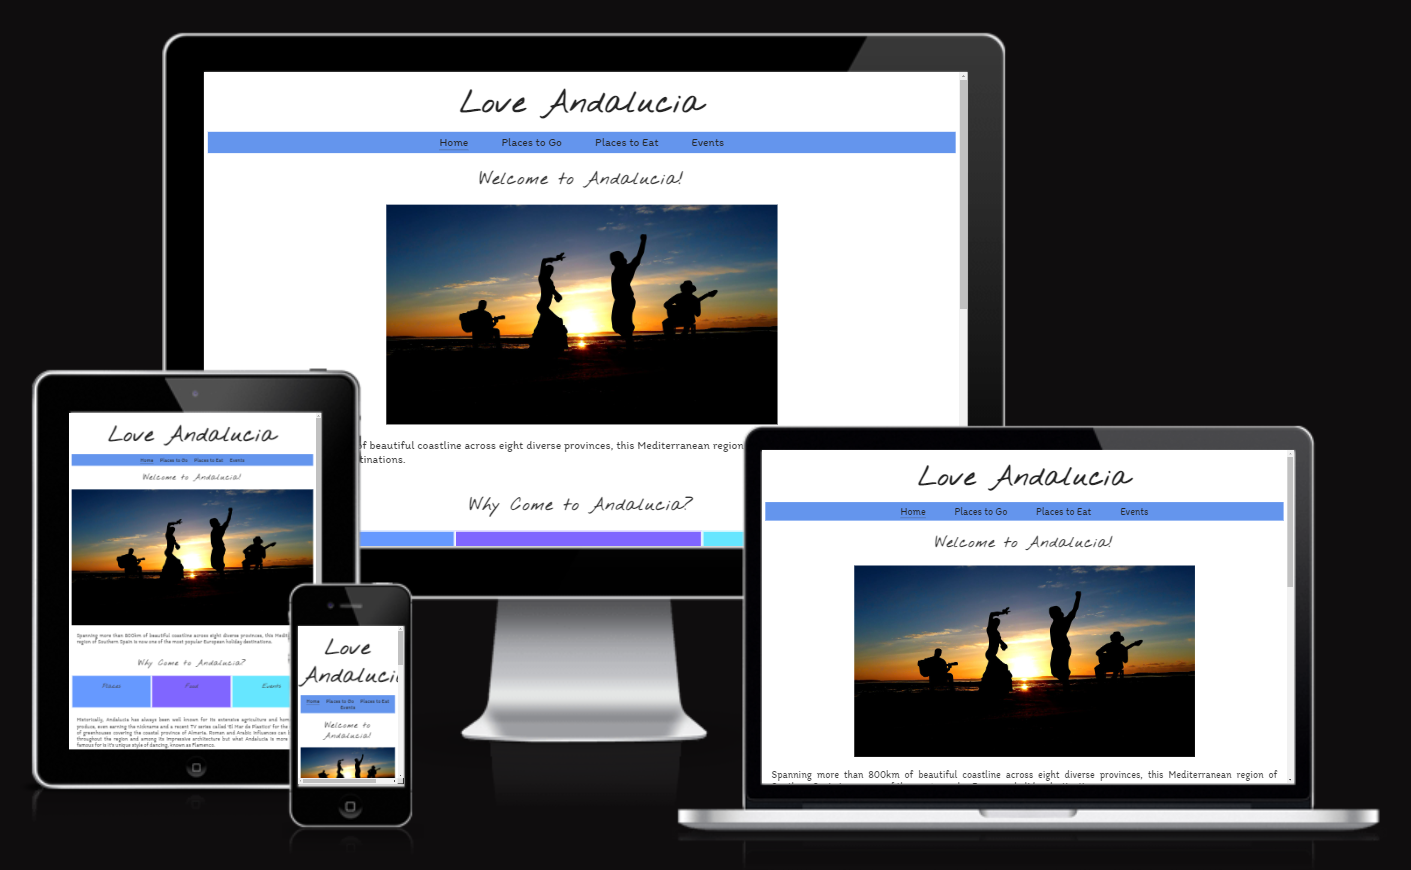 Love Andalucia
Home Places to Go Places to Eat Events
Welcome to Andalucia!
of beautiful coastline across eight diverse provinces, this Mediterranean region
Why Come to Andalucia?
Love Andalucia
Home Places to Go Places to Eat Events
Welcome to Andalucia!
Spanning more than 800km of beautiful coastline across eight diverse provinces, this
region of Southern Spain is now one of the most popular European holiday destinations.
Why Come to Andalucia?
Places Food Events
Historically, Andalucia has always been well known for its extensive agriculture and
produce, even earning the nickname and a recent TV series called 'El Mar de Plastico' for the
of greenhouses covering the coastal province of Almeria. Roman and Arabic influences can
throughout the region and among its impressive architecture but what Andalucia is more
famous for is it's unique style of dancing, known as Flamenco.
Love
Home Places to Go Places to Eat
Events
Welcome to
Andalucia!
Love Andalucia
Home Places to Go Places to Eat Events
Welcome to Andalucia!
Spanning more than 800km of beautiful coastline across eight diverse provinces, this Mediterranean region of